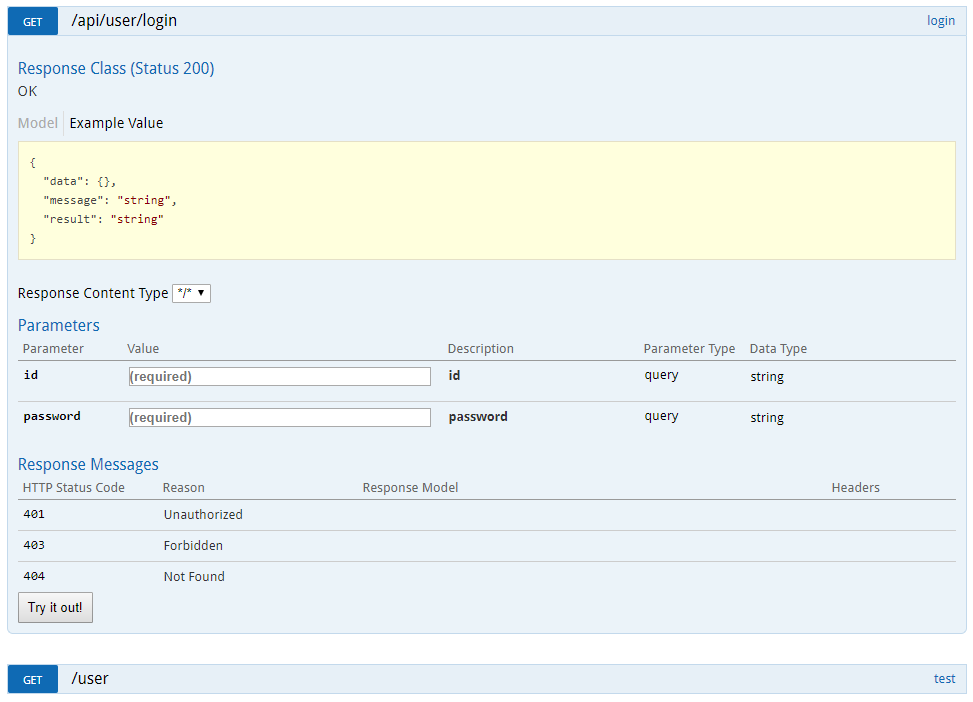 GET /api/user/login login
Response Class (Status 200)
OK
Model Example Value
{
"data": {},
"message": "string",
"result": "string"
}
Response Content Type */* ▼
Parameters
Parameter Value Description Parameter Type Data Type
id (required) id query string
password (required) password query string
Response Messages
HTTP Status Code Reason Response Model Headers
401 Unauthorized
403 Forbidden
404 Not Found
Try it out!
GET /user test